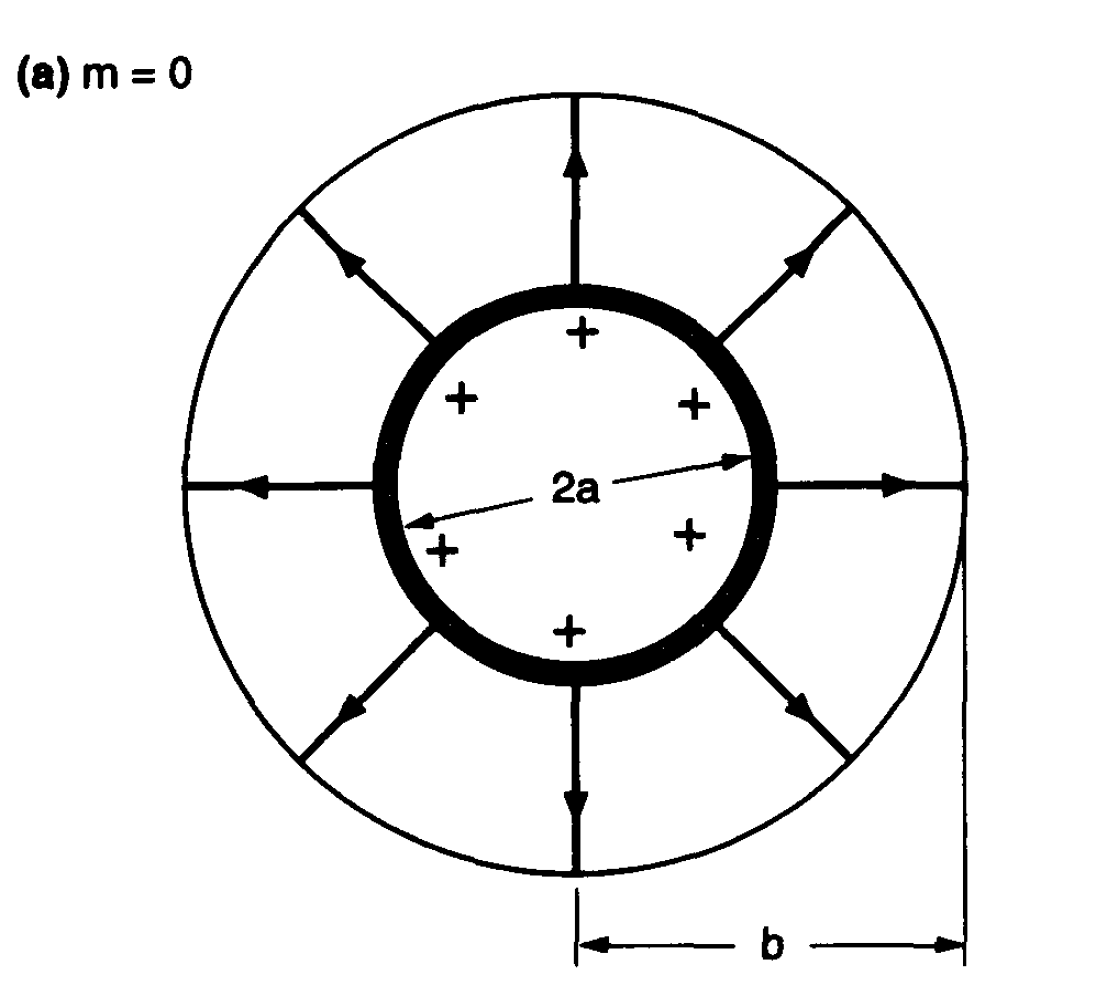 (a) m = 0
+
+ +
2a
+ +
+
b